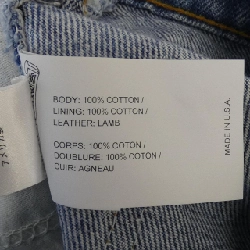 BODY: 100% COTTON /
LINING: 100% COTTON /
LEATHER: LAMB
CORPS: 100% COTON /
DOUBLURE: 100% COTON /
CUIR: AGNEAU
MADE IN U.S.A.